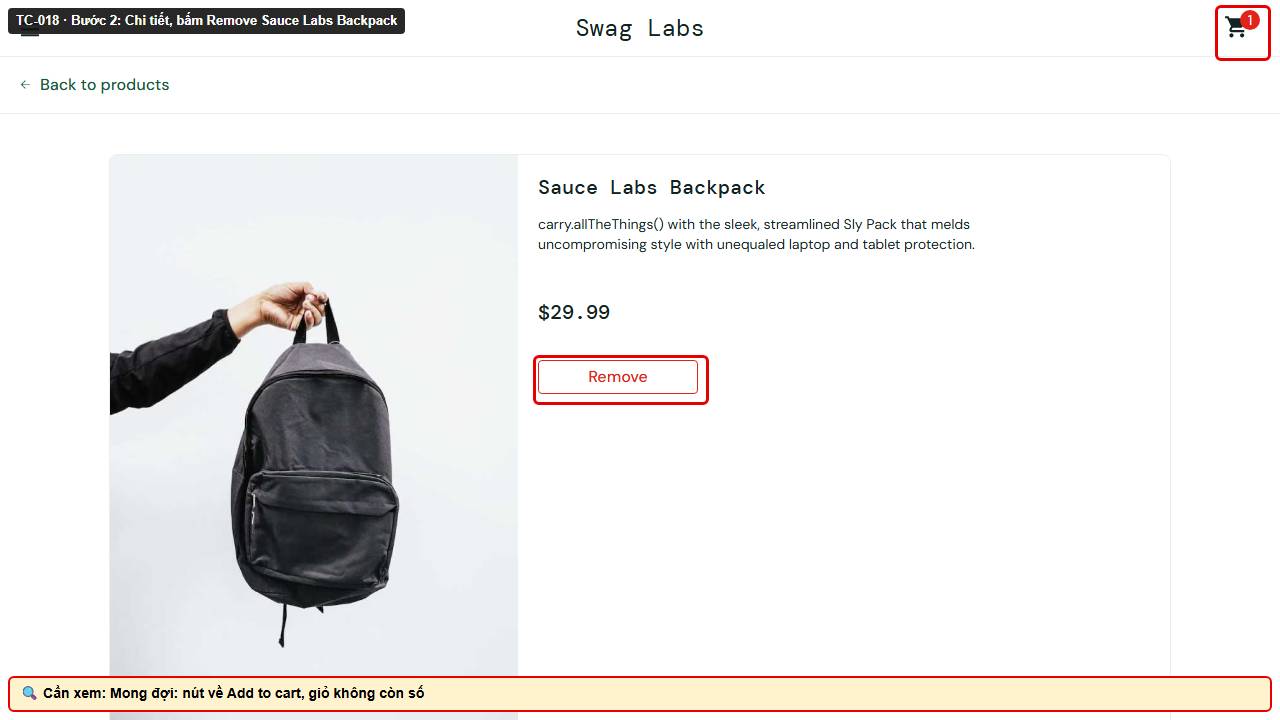 TC-018 · Bước 2: Chi tiết, bấm Remove Sauce Labs Backpack
Swag Labs
1
← Back to products
Sauce Labs Backpack
carry.allTheThings() with the sleek, streamlined Sly Pack that melds
uncompromising style with unequaled laptop and tablet protection.
$29.99
Remove
🔍 Cần xem: Mong đợi: nút về Add to cart, giỏ không còn số